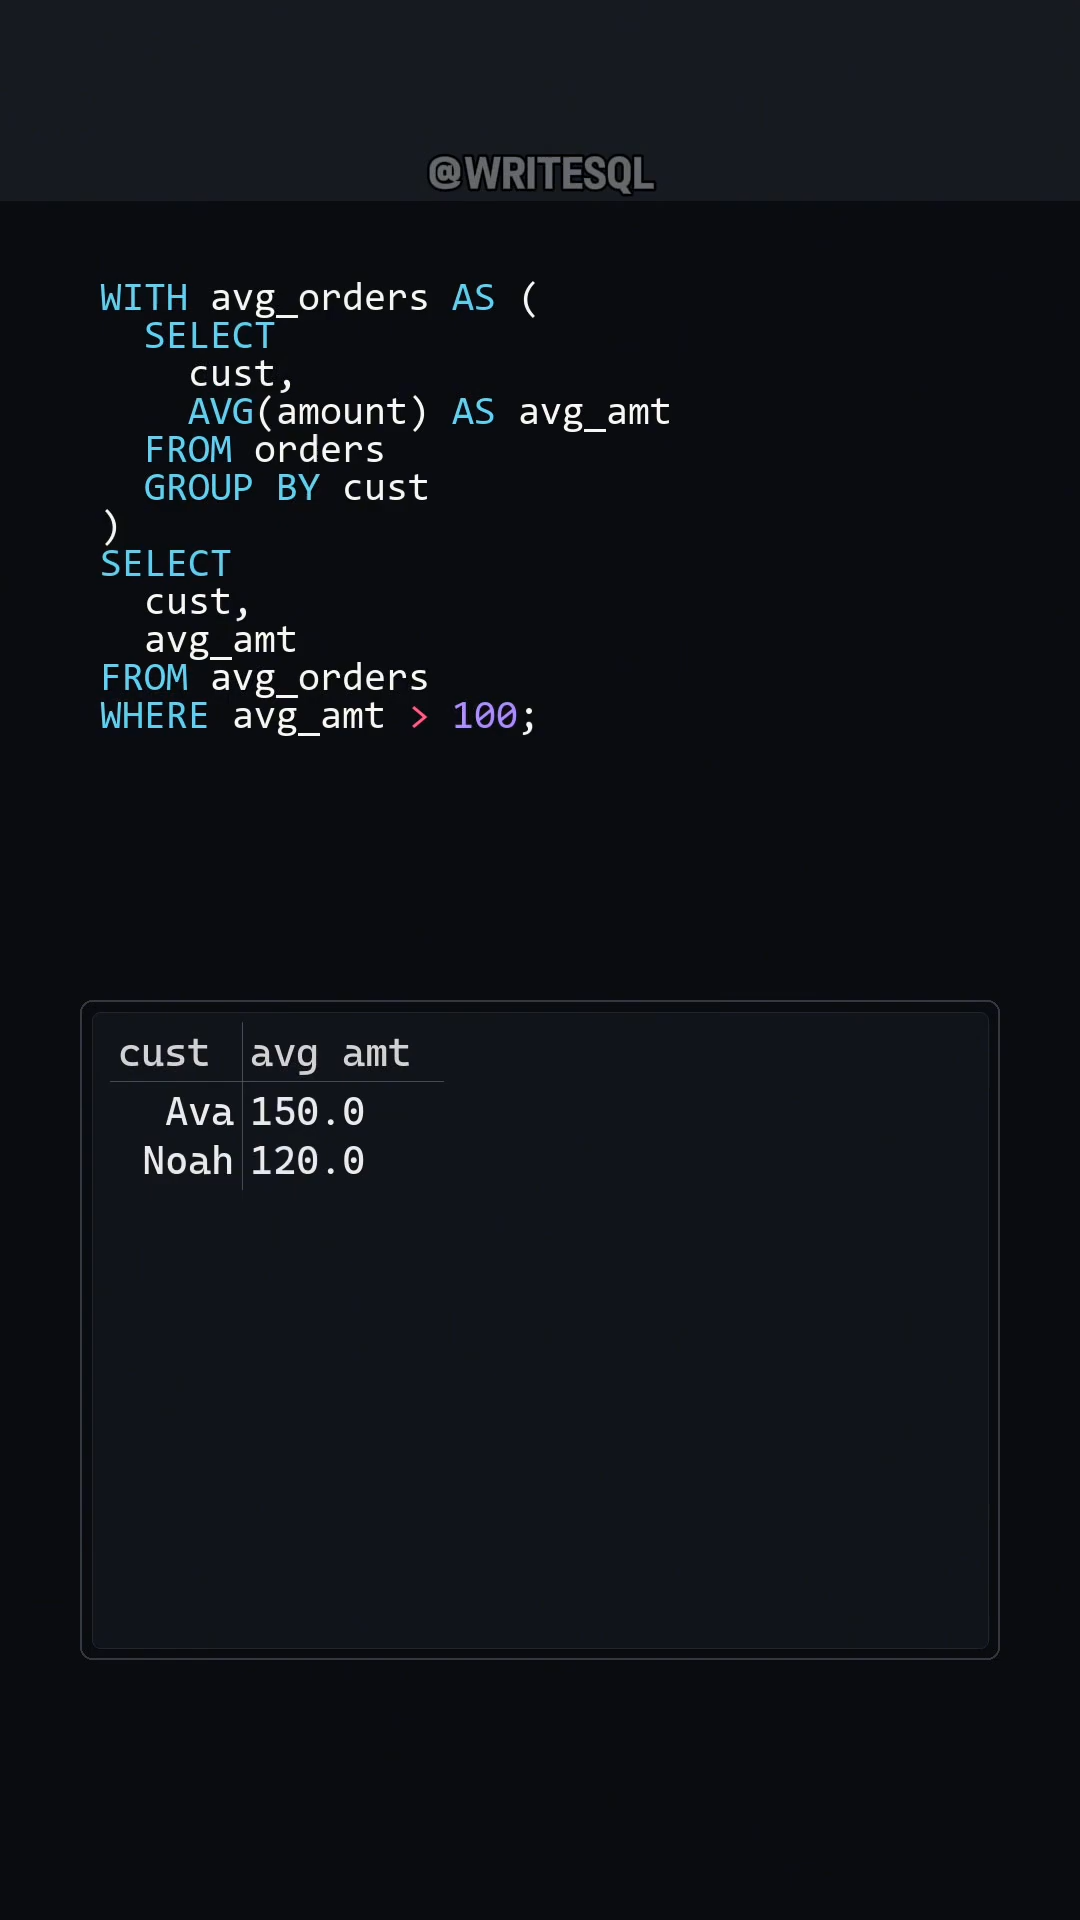 @WRITESQL
WITH avg_orders AS (
  SELECT
    cust,
    AVG(amount) AS avg_amt
  FROM orders
  GROUP BY cust
)
SELECT
  cust,
  avg_amt
FROM avg_orders
WHERE avg_amt > 100;
cust avg amt
Ava 150.0
Noah 120.0